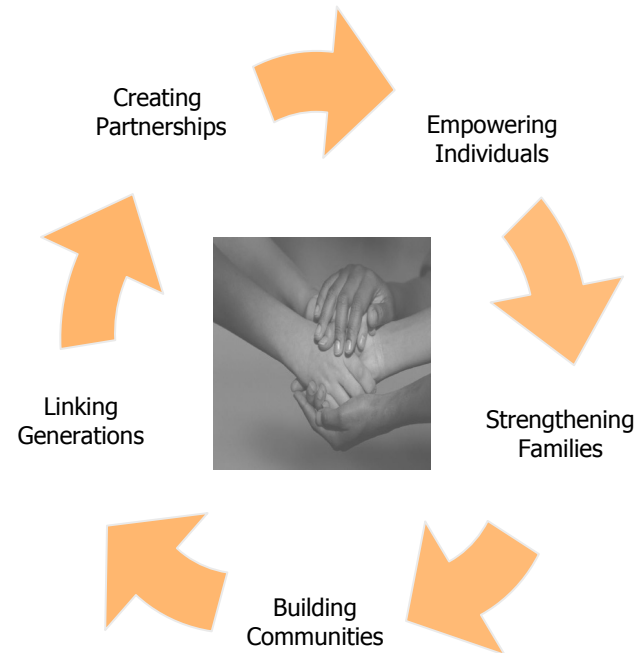 Creating
Partnerships
Empowering
Individuals
Strengthening
Families
Building
Communities
Linking
Generations